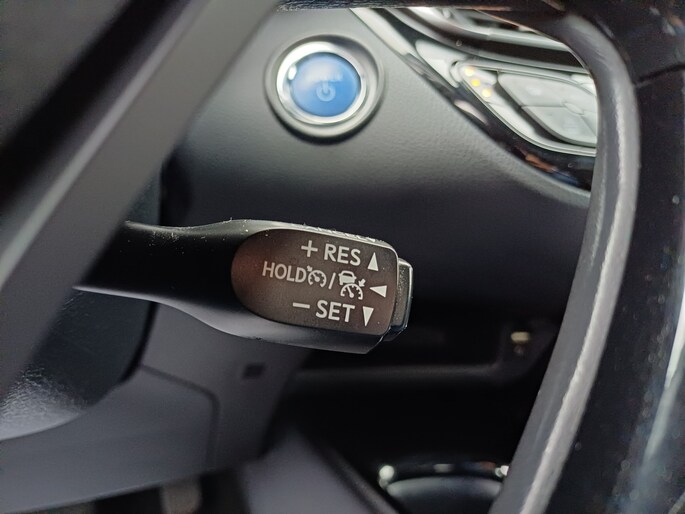 + RES
HOLD /
− SET